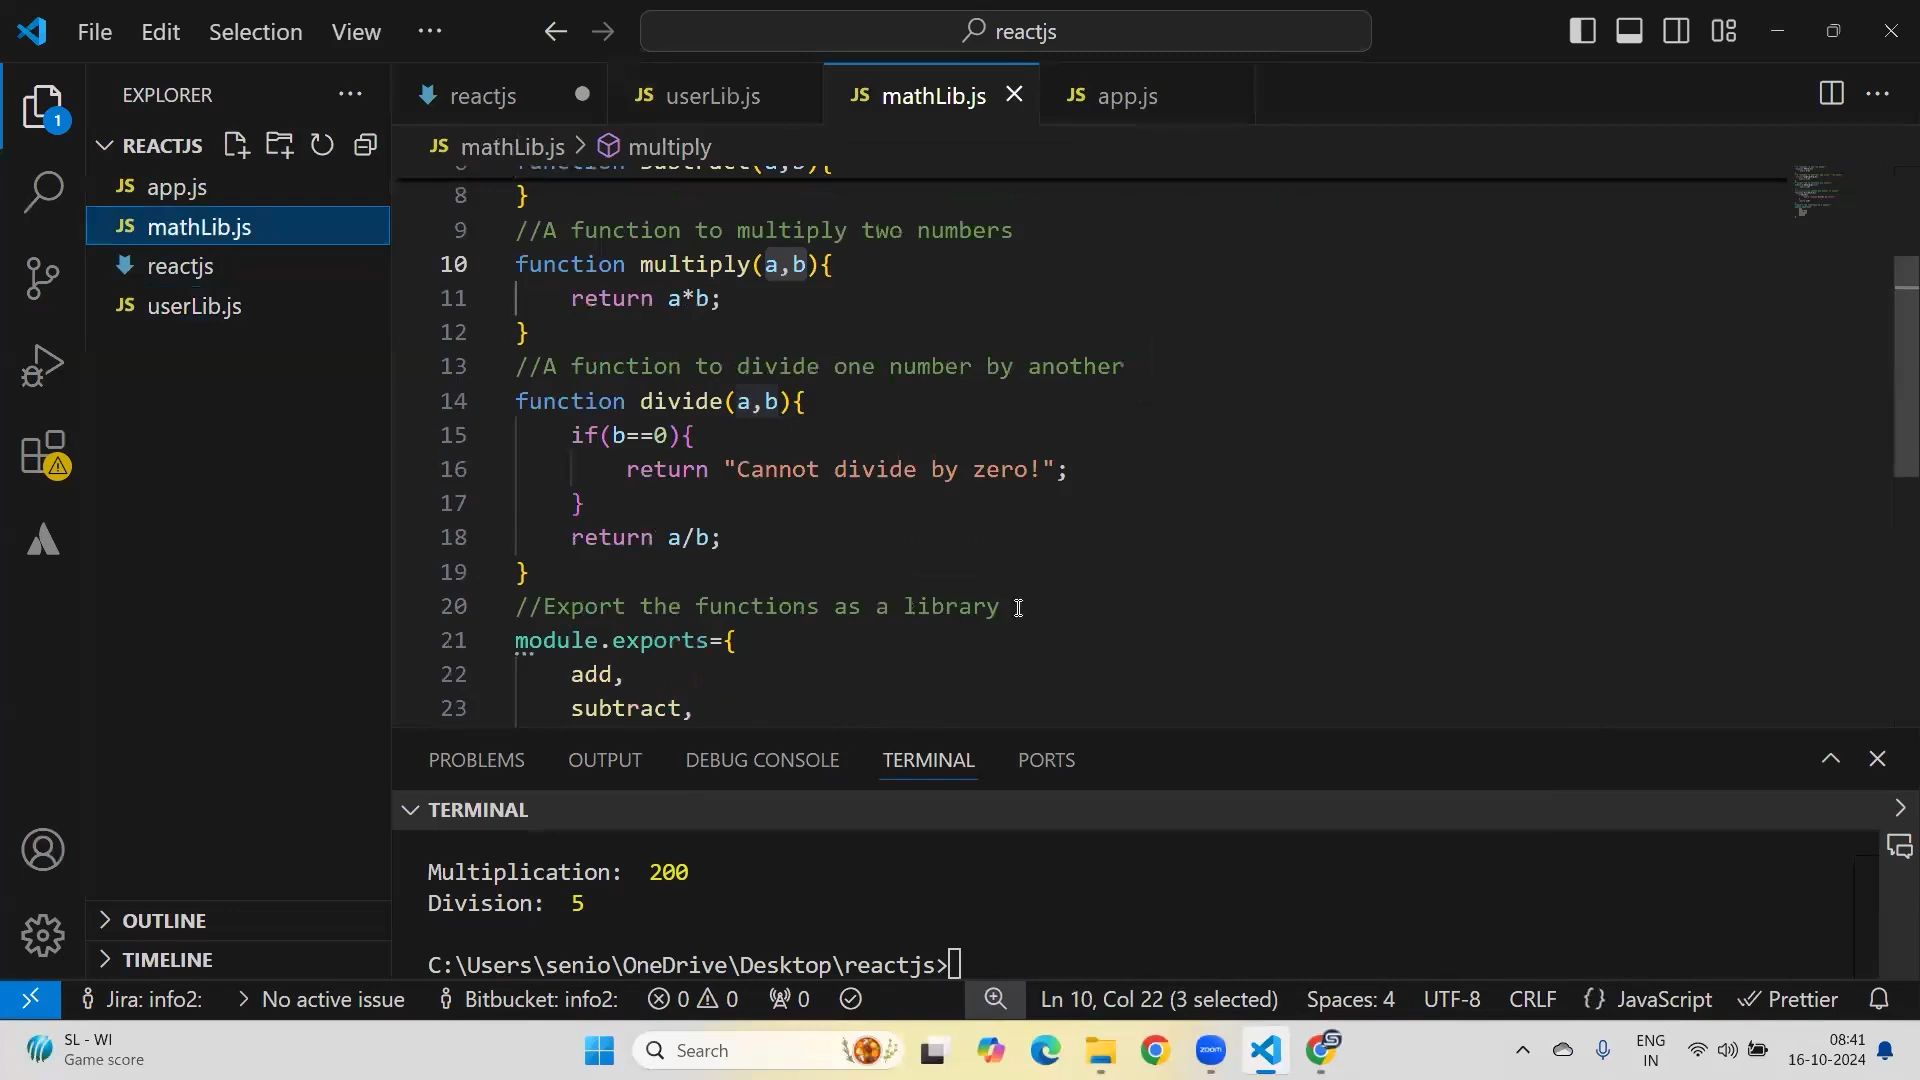 File Edit Selection View ··· reactjs
EXPLORER ···
reactjs JS userLib.js JS mathLib.js JS app.js ···
REACTJS
JS mathLib.js > multiply
JS app.js
JS mathLib.js
reactjs
JS userLib.js
1
function subtract(a,b){
8 }
9 //A function to multiply two numbers
10 function multiply(a,b){
11 return a*b;
12 }
13 //A function to divide one number by another
14 function divide(a,b){
15 if(b==0){
16 return "Cannot divide by zero!";
17 }
18 return a/b;
19 }
20 //Export the functions as a library
21 module.exports={
22 add,
23 subtract,
PROBLEMS OUTPUT DEBUG CONSOLE TERMINAL PORTS
TERMINAL
Multiplication: 200
Division: 5
C:\Users\senio\OneDrive\Desktop\reactjs>
OUTLINE
TIMELINE
Jira: info2: No active issue Bitbucket: info2: 0 0 0 Ln 10, Col 22 (3 selected) Spaces: 4 UTF-8 CRLF {} JavaScript Prettier
SL - WI
Game score
Search
zoom
ENG
IN
08:41
16-10-2024